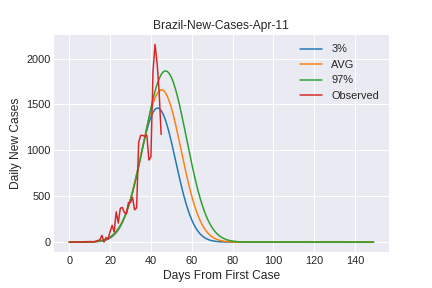 Brazil-New-Cases-Apr-11
Daily New Cases
2000
1500
1000
500
0
3%
AVG
97%
Observed
0 20 40 60 80 100 120 140
Days From First Case